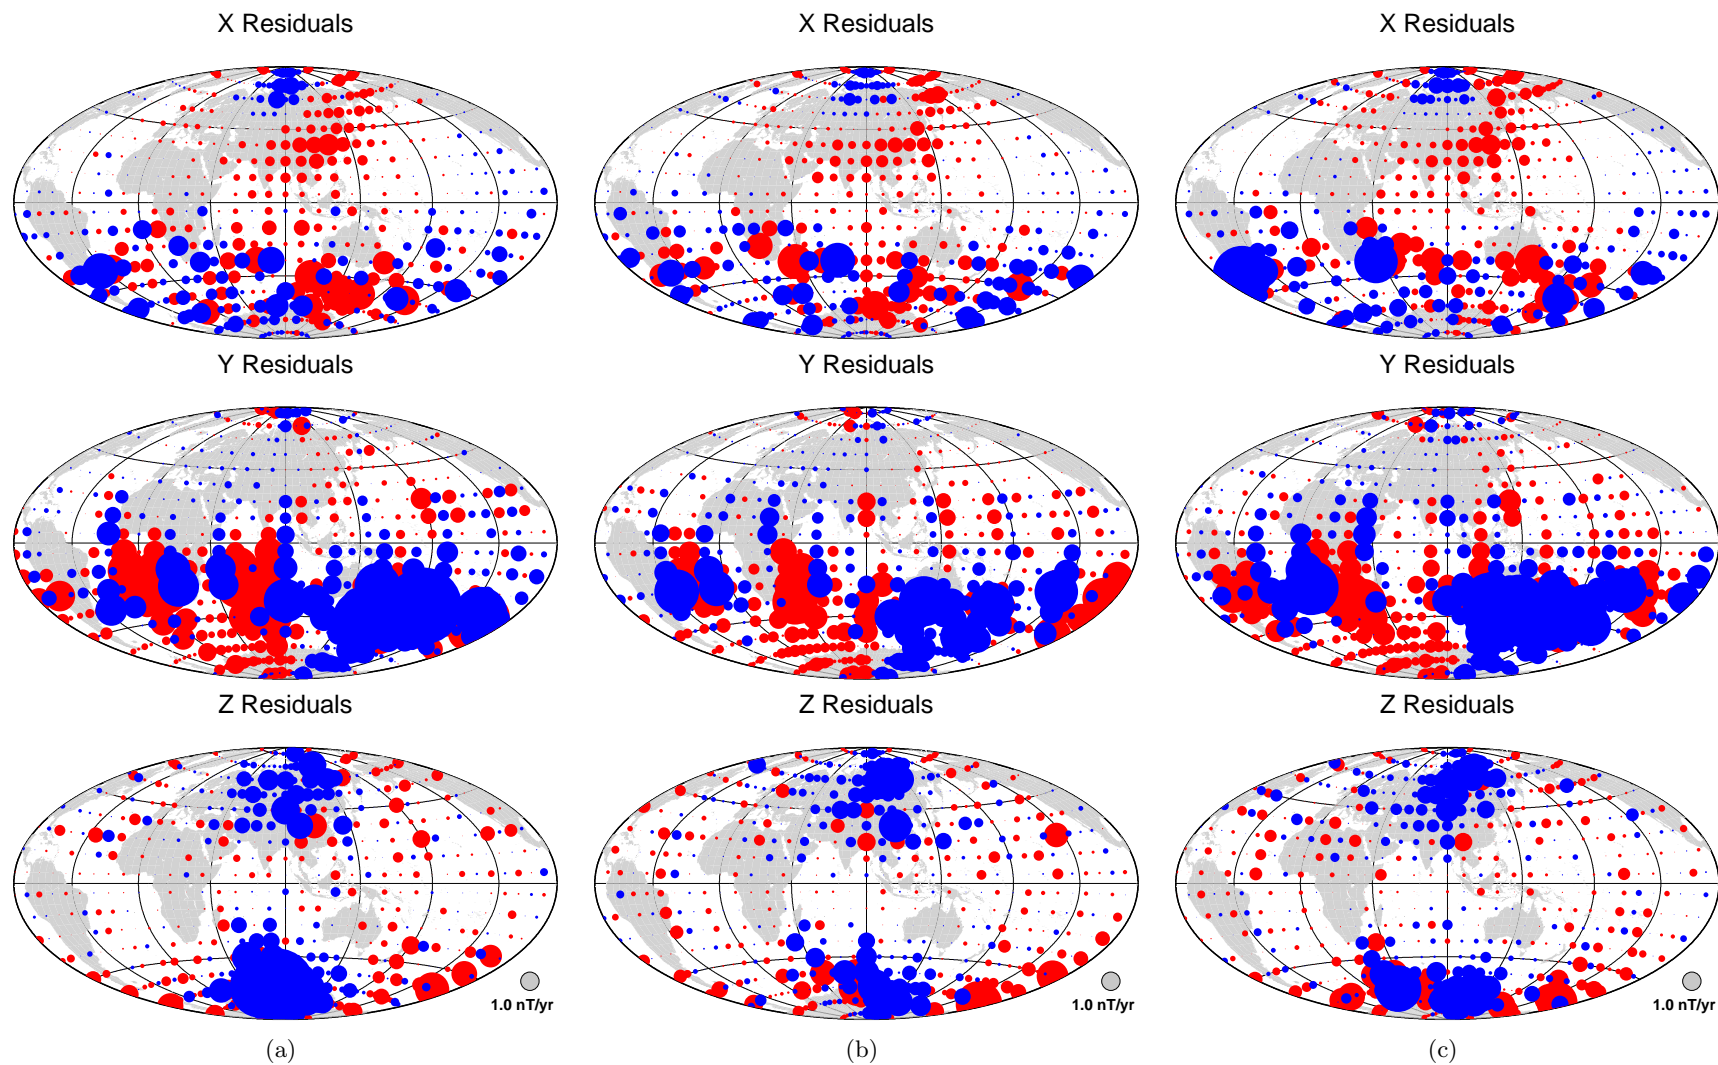 X Residuals X Residuals X Residuals
Y Residuals Y Residuals Y Residuals
Z Residuals Z Residuals Z Residuals
1.0 nT/yr 1.0 nT/yr 1.0 nT/yr
(a) (b) (c)